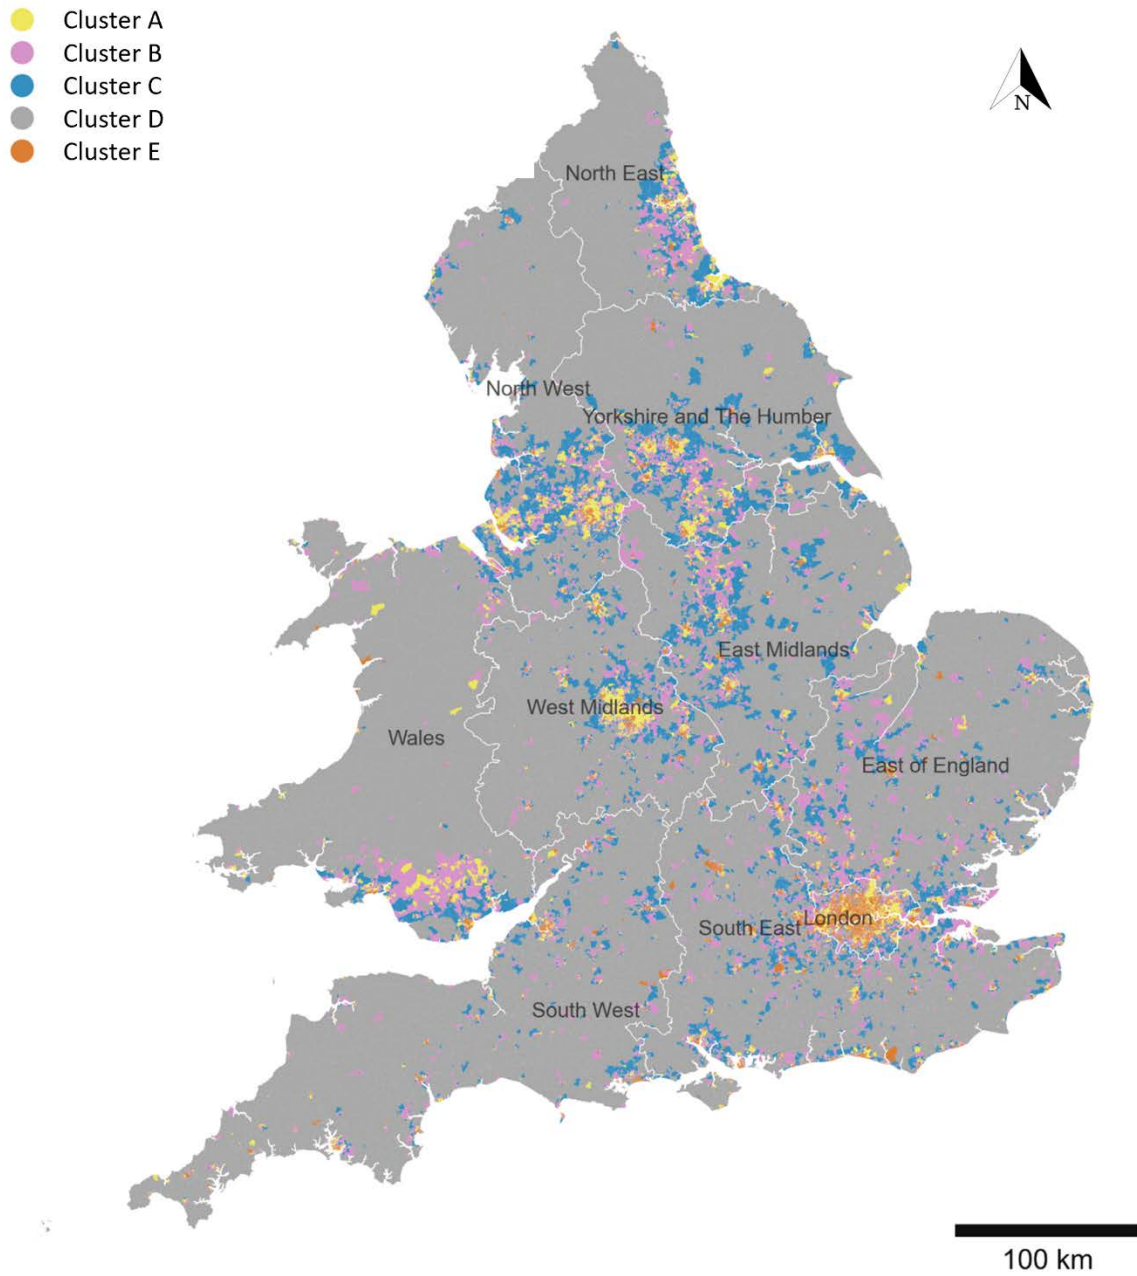 Cluster A
Cluster B
Cluster C
Cluster D
Cluster E
N
North East
North West
Yorkshire and The Humber
East Midlands
West Midlands
Wales
East of England
London
South East
South West
100 km